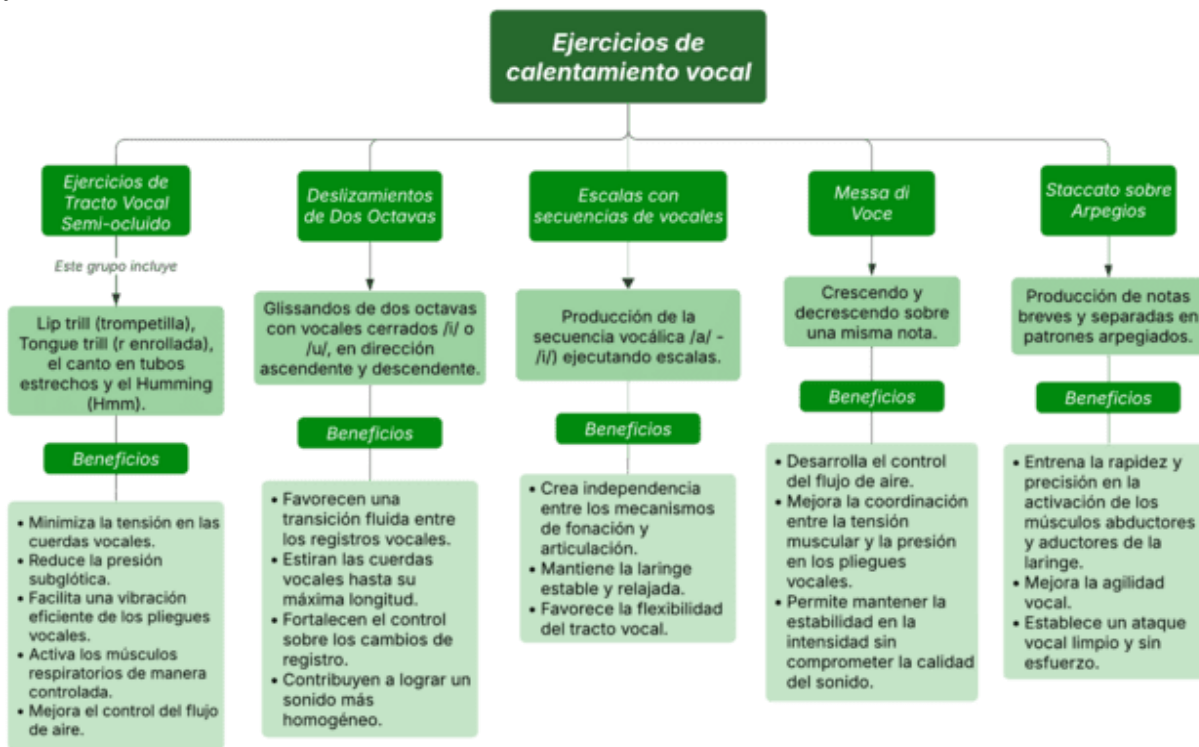 Ejercicios de
calentamiento vocal
Ejercicios de
Tracto Vocal
Semi-ocluido
Este grupo incluye
Lip trill (trompetilla),
Tongue trill (r enrollada),
el canto en tubos
estrechos y el Humming
(Hmm).
Beneficios
• Minimiza la tensión en las
cuerdas vocales.
• Reduce la presión
subglótica.
• Facilita una vibración
eficiente de los pliegues
vocales.
• Activa los músculos
respiratorios de manera
controlada.
• Mejora el control del flujo
de aire.
Deslizamientos
de Dos Octavas
Glissandos de dos octavas
con vocales cerrados /i/ o
/u/, en dirección
ascendente y descendente.
Beneficios
• Favorecen una
transición fluida entre
los registros vocales.
• Estiran las cuerdas
vocales hasta su
máxima longitud.
• Fortalecen el control
sobre los cambios de
registro.
• Contribuyen a lograr un
sonido más
homogéneo.
Escalas con
secuencias de vocales
Producción de la
secuencia vocálica /a/ -
/i/) ejecutando escalas.
Beneficios
• Crea independencia
entre los mecanismos
de fonación y
articulación.
• Mantiene la laringe
estable y relajada.
• Favorece la flexibilidad
del tracto vocal.
Messa di
Voce
Crescendo y
decrescendo sobre
una misma nota.
Beneficios
• Desarrolla el control
del flujo de aire.
• Mejora la coordinación
entre la tensión
muscular y la presión
en los pliegues
vocales.
• Permite mantener la
estabilidad en la
intensidad sin
comprometer la calidad
del sonido.
Staccato sobre
Arpegios
Producción de notas
breves y separadas en
patrones arpegiados.
Beneficios
• Entrena la rapidez y
precisión en la
activación de los
músculos abductores
y aductores de la
laringe.
• Mejora la agilidad
vocal.
• Establece un ataque
vocal limpio y sin
esfuerzo.